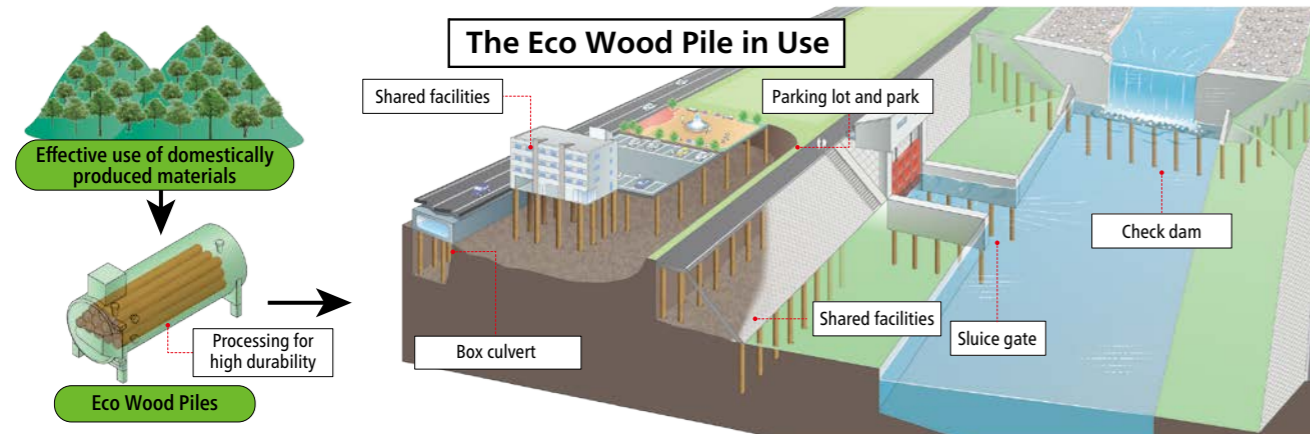 The Eco Wood Pile in Use
Effective use of domestically
produced materials
Processing for
high durability
Eco Wood Piles
Shared facilities
Parking lot and park
Check dam
Sluice gate
Shared facilities
Box culvert